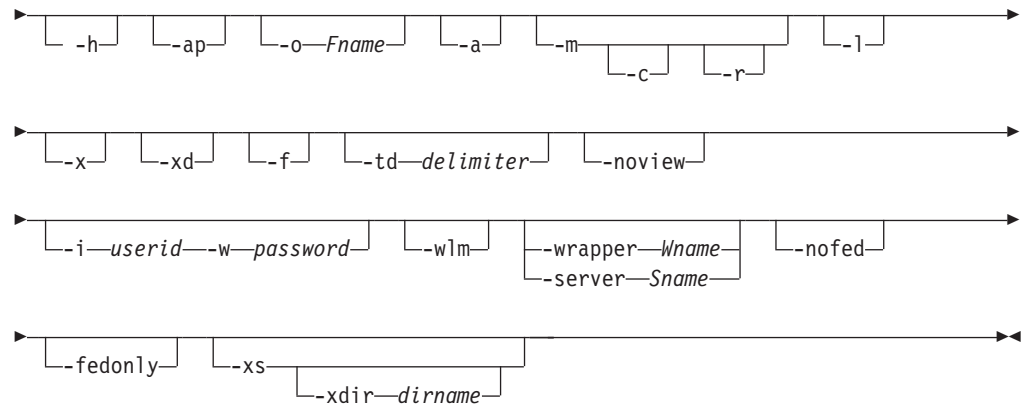 -h -ap -o Fname -a -m -l
-c -r
-x -xd -f -td delimiter -noview
-i userid -w password -wlm -wrapper Wname -nofed
-server Sname
-fedonly -xs
-xdir dirname